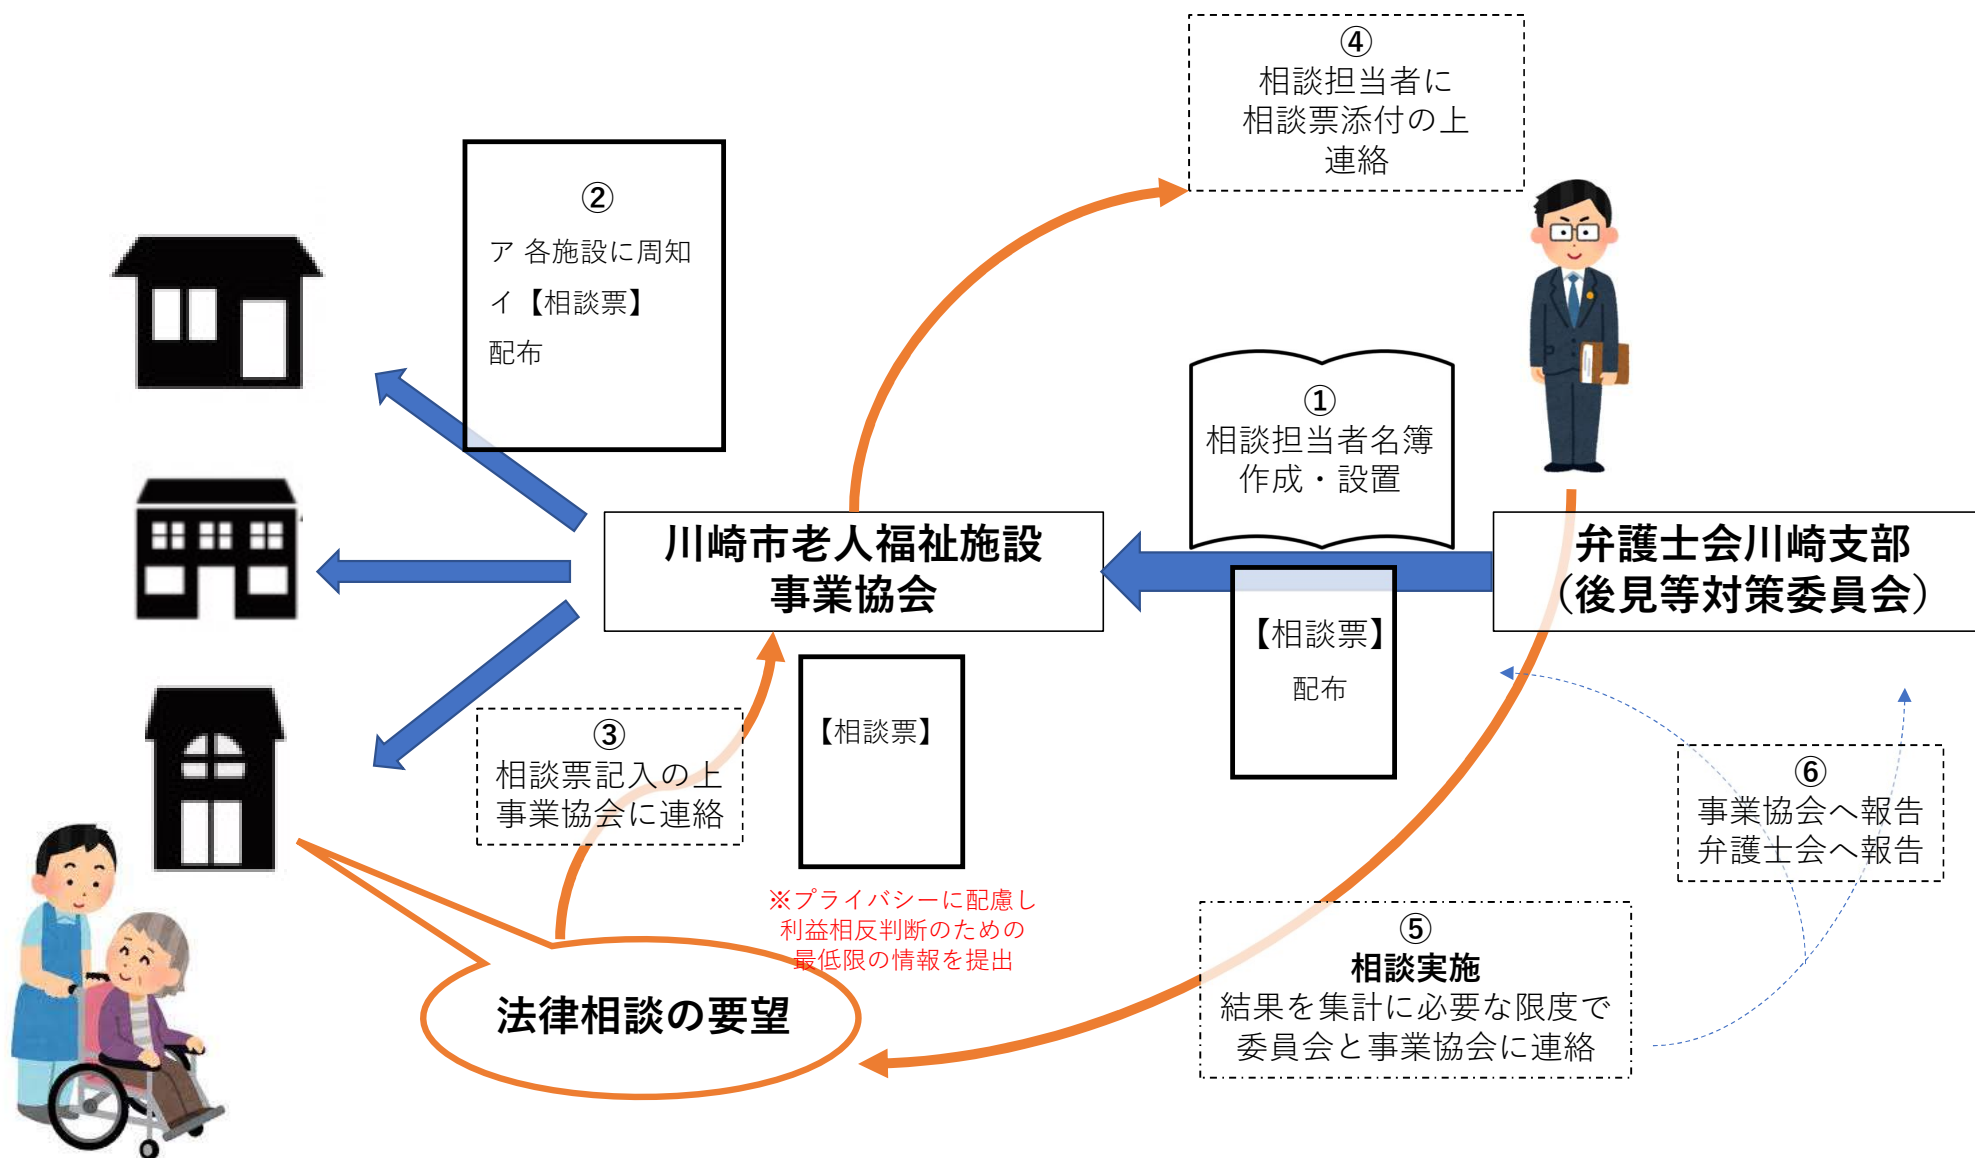 ④
相談担当者に
相談票添付の上
連絡
②
ア 各施設に周知
イ【相談票】
配布
①
相談担当者名簿
作成・設置
川崎市老人福祉施設
事業協会
弁護士会川崎支部
（後見等対策委員会）
【相談票】
配布
【相談票】
③
相談票記入の上
事業協会に連絡
⑥
事業協会へ報告
弁護士会へ報告
※プライバシーに配慮し
利益相反判断のための
最低限の情報を提出
⑤
相談実施
結果を集計に必要な限度で
委員会と事業協会に連絡
法律相談の要望